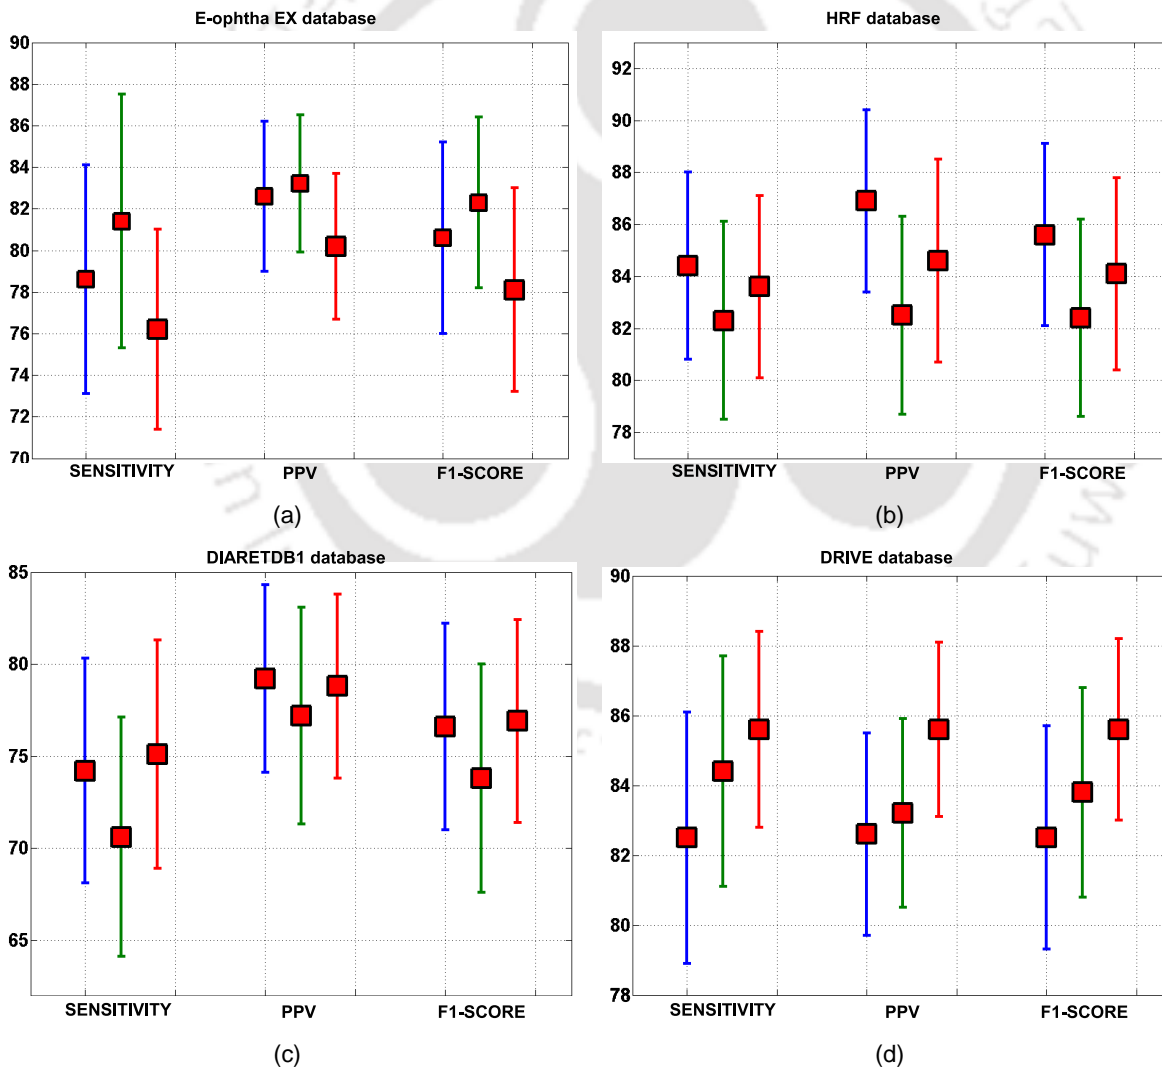 E-ophtha EX database
90
88
86
84
82
80
78
76
74
72
70
SENSITIVITY PPV F1-SCORE
(a)
HRF database
92
90
88
86
84
82
80
78
SENSITIVITY PPV F1-SCORE
(b)
DIARETDB1 database
85
80
75
70
65
SENSITIVITY PPV F1-SCORE
(c)
DRIVE database
90
88
86
84
82
80
78
SENSITIVITY PPV F1-SCORE
(d)